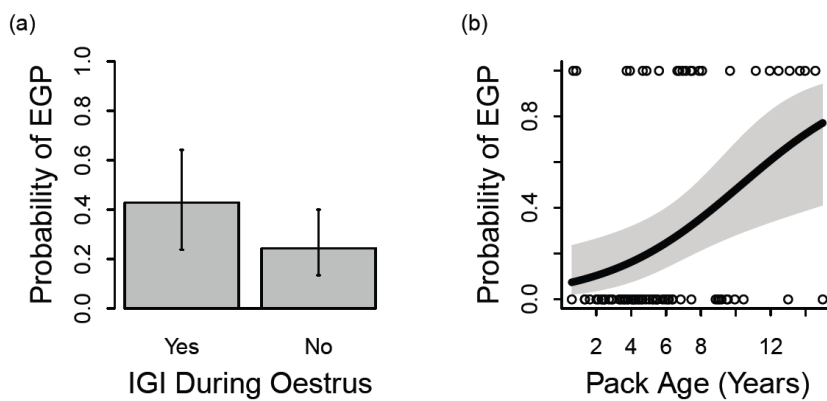 (a)
Probability of EGP
0.0 0.2 0.4 0.6 0.8 1.0
Yes No
IGI During Oestrus
(b)
Probability of EGP
0.0 0.4 0.8
2 4 6 8 12
Pack Age (Years)